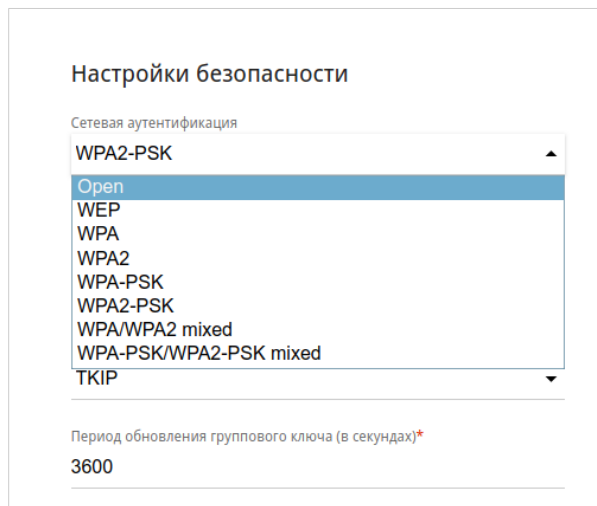 Настройки безопасности
Сетевая аутентификация
WPA2-PSK
Open
WEP
WPA
WPA2
WPA-PSK
WPA2-PSK
WPA/WPA2 mixed
WPA-PSK/WPA2-PSK mixed
TKIP
Период обновления группового ключа (в секундах)*
3600